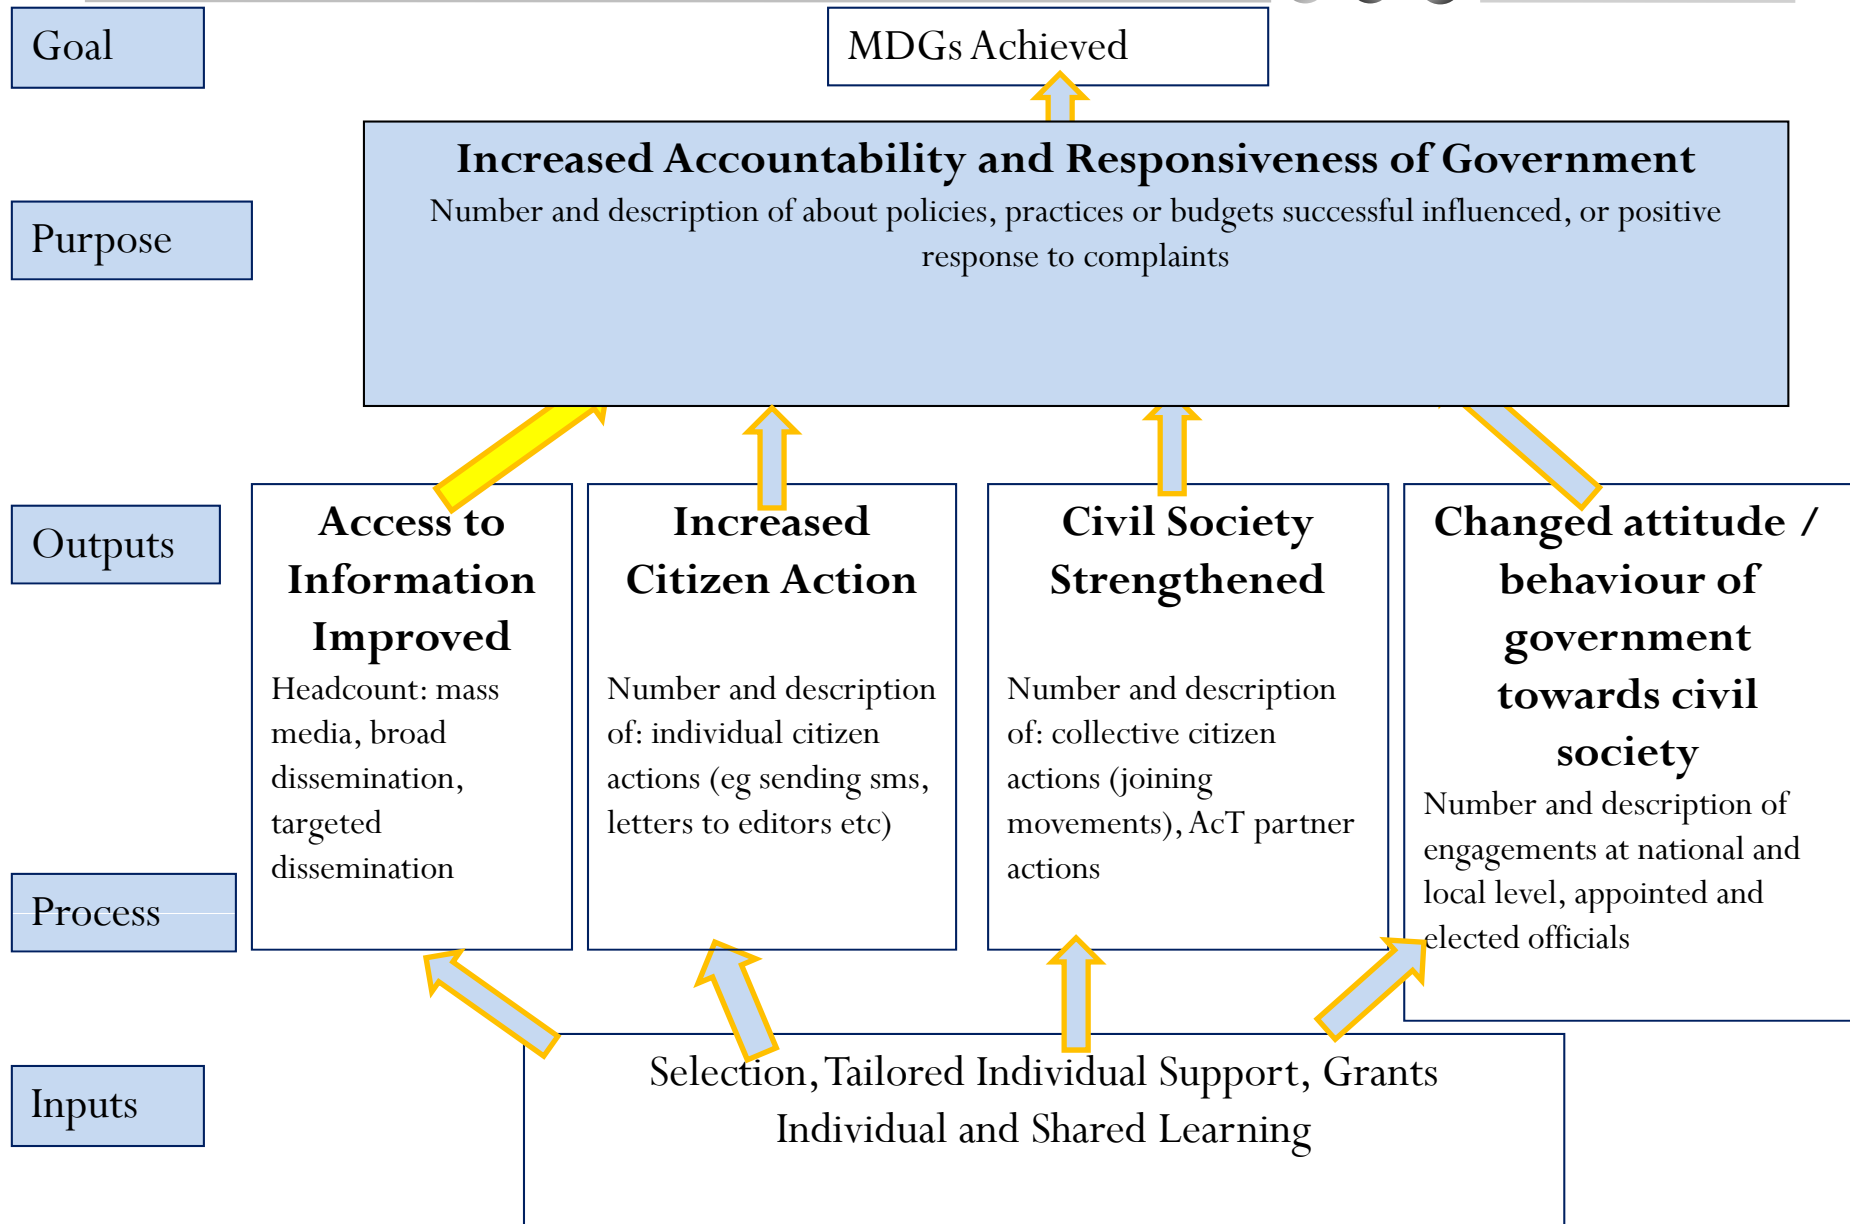 Goal
MDGs Achieved
Increased Accountability and Responsiveness of Government
Number and description of about policies, practices or budgets successful influenced, or positive
response to complaints
Purpose
Outputs
Access to
Information
Improved
Headcount: mass
media, broad
dissemination,
targeted
dissemination
Increased
Citizen Action
Number and description
of: individual citizen
actions (eg sending sms,
letters to editors etc)
Civil Society
Strengthened
Number and description
of: collective citizen
actions (joining
movements), AcT partner
actions
Changed attitude /
behaviour of
government
towards civil
society
Number and description of
engagements at national and
local level, appointed and
elected officials
Process
Inputs
Selection, Tailored Individual Support, Grants
Individual and Shared Learning